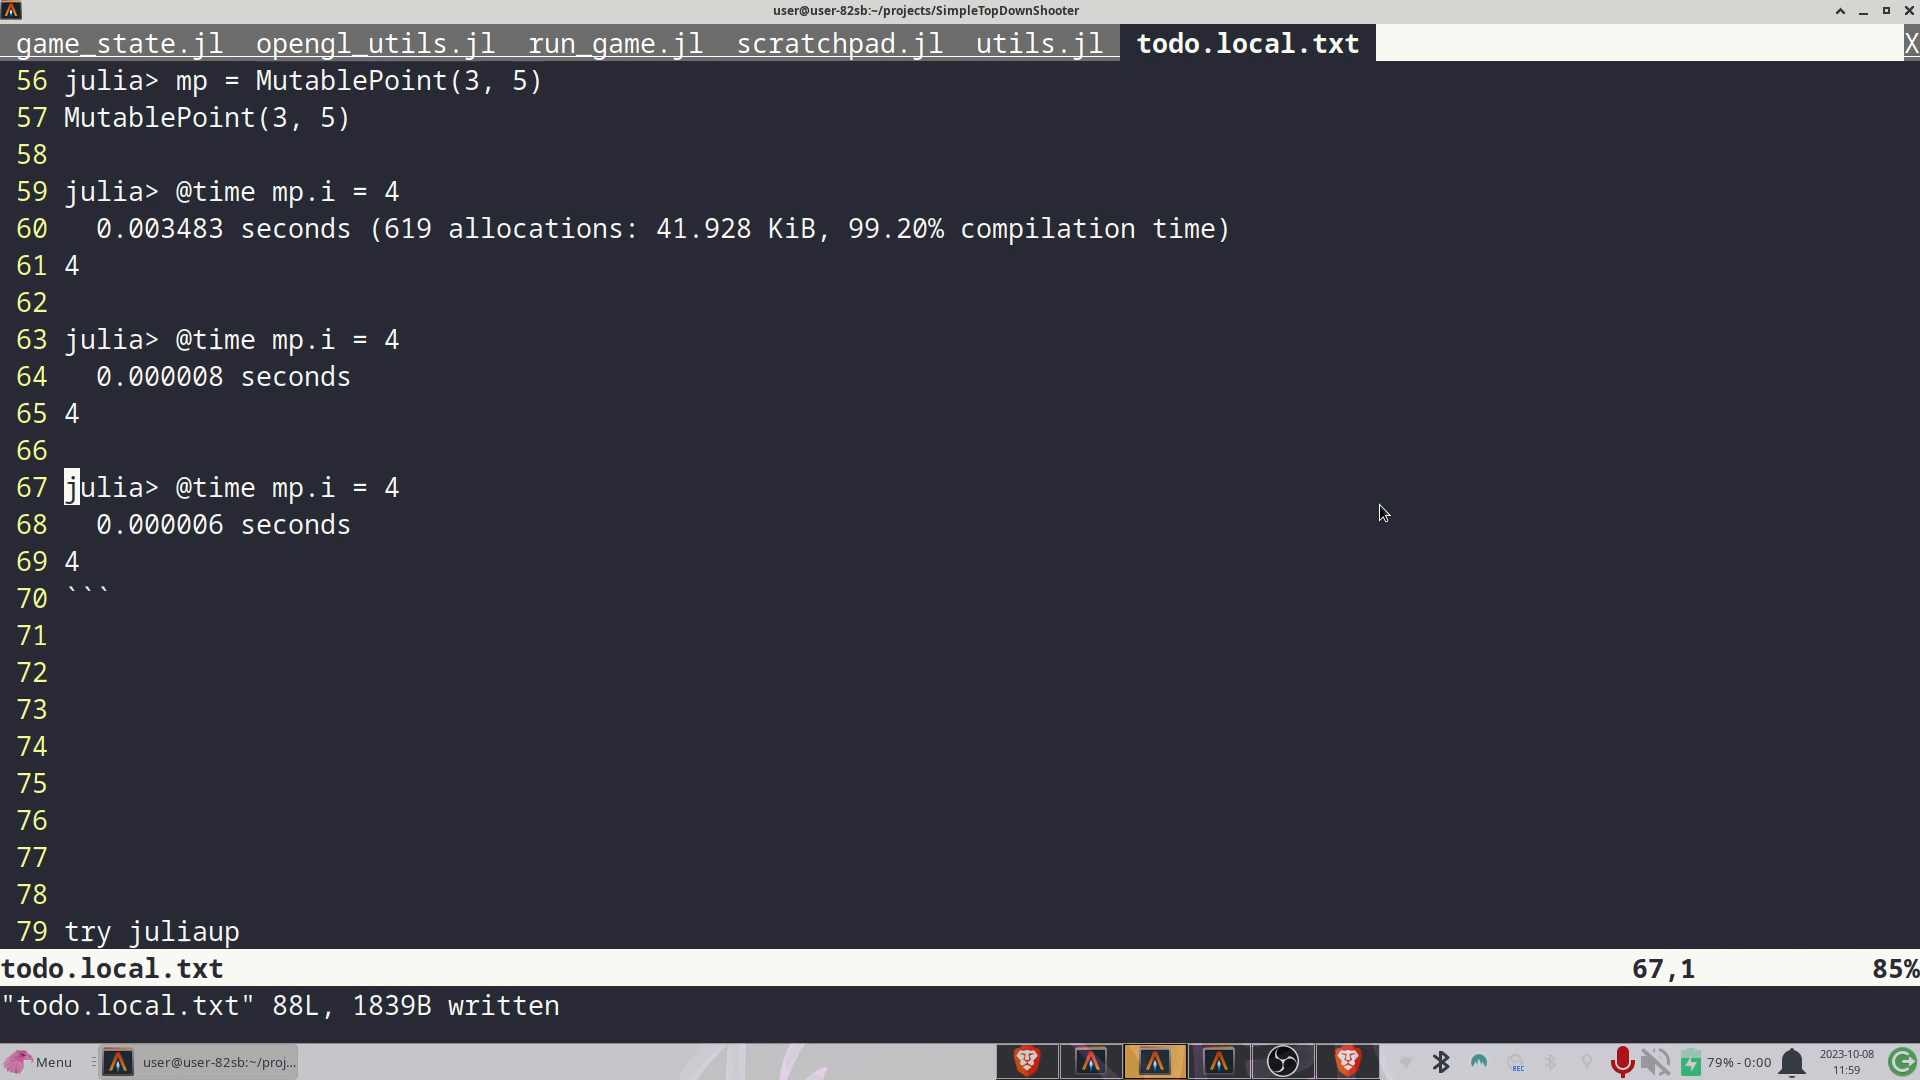 user@user-82sb:~/projects/SimpleTopDownShooter
game_state.jl opengl_utils.jl run_game.jl scratchpad.jl utils.jl todo.local.txt X
56 julia> mp = MutablePoint(3, 5)
57 MutablePoint(3, 5)
58
59 julia> @time mp.i = 4
60   0.003483 seconds (619 allocations: 41.928 KiB, 99.20% compilation time)
61 4
62
63 julia> @time mp.i = 4
64   0.000008 seconds
65 4
66
67 julia> @time mp.i = 4
68   0.000006 seconds
69 4
70 ```
71
72
73
74
75
76
77
78
79 try juliaup
todo.local.txt 67,1 85%
"todo.local.txt" 88L, 1839B written
Menu user@user-82sb:~/proj... REC 79% - 0:00 2023-10-08
11:59